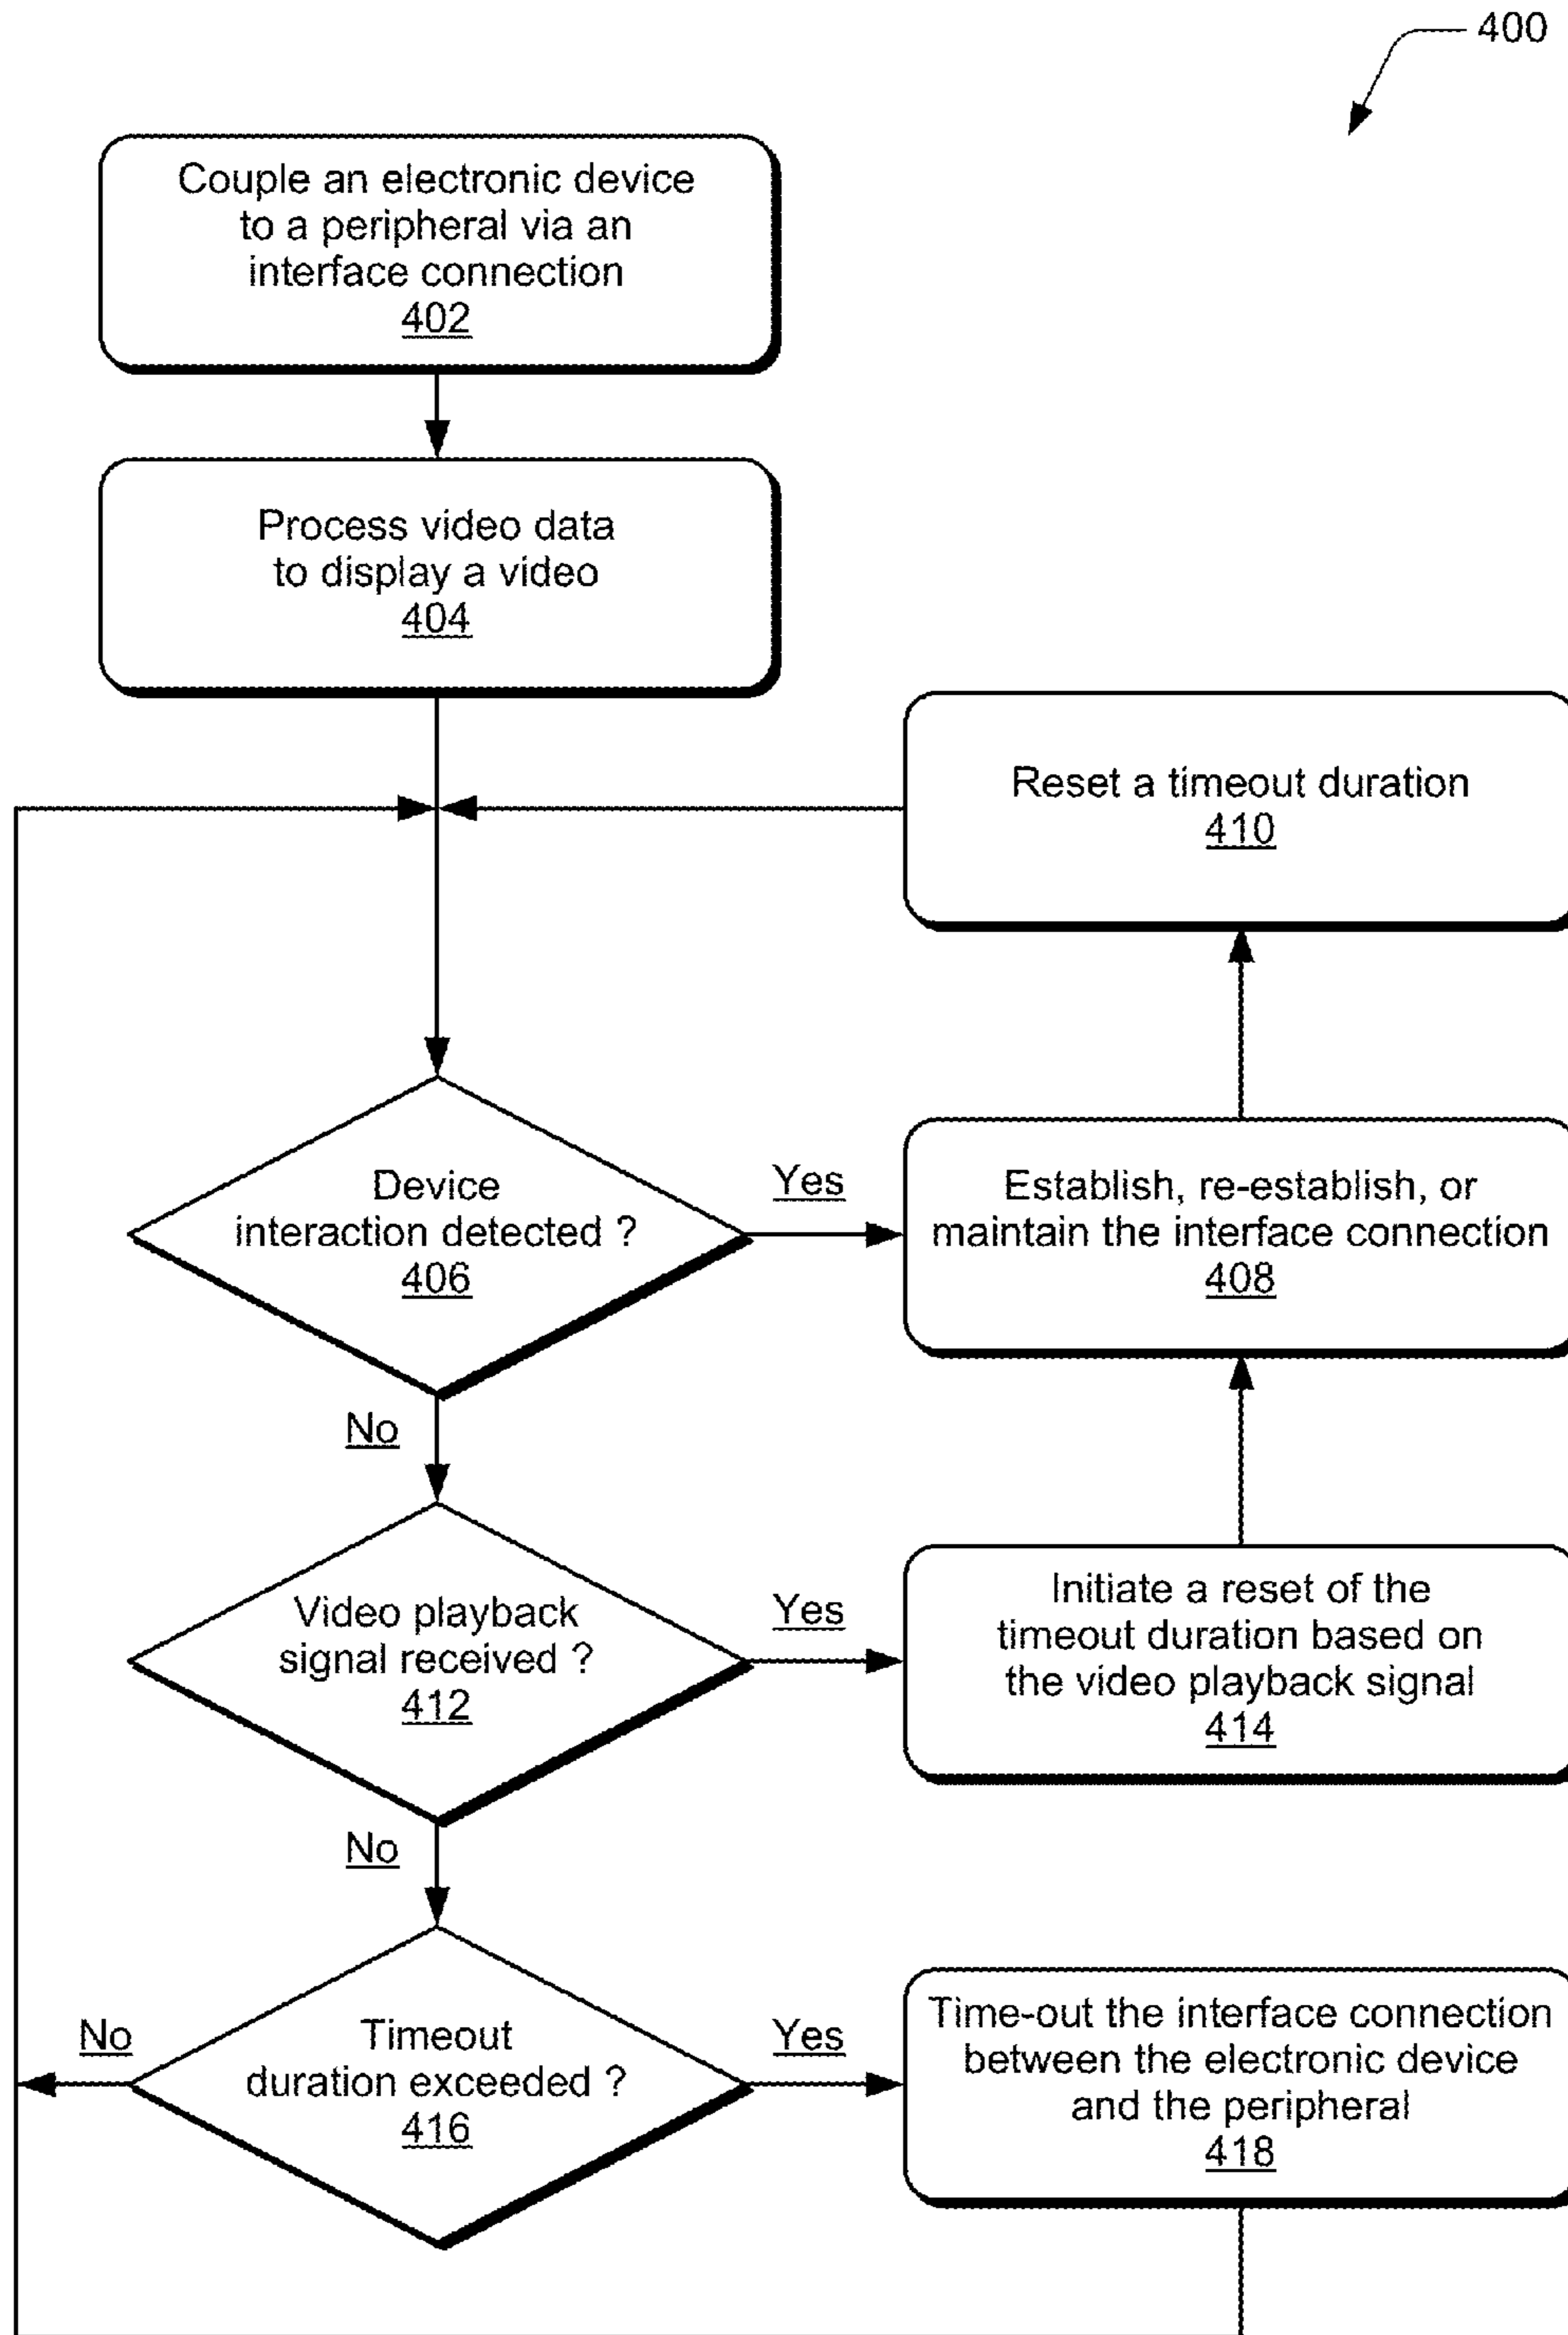 400
Couple an electronic device
to a peripheral via an
interface connection
402
Process video data
to display a video
404
Reset a timeout duration
410
Device
interaction detected ?
406
Yes
Establish, re-establish, or
maintain the interface connection
408
No
Video playback
signal received ?
412
Yes
Initiate a reset of the
timeout duration based on
the video playback signal
414
No
No
Timeout
duration exceeded ?
416
Yes
Time-out the interface connection
between the electronic device
and the peripheral
418